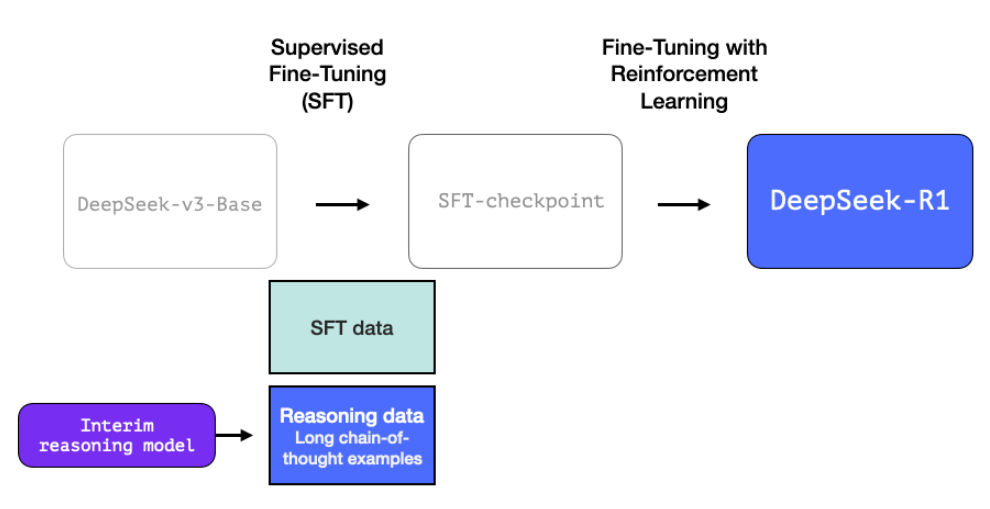 Supervised
Fine-Tuning
(SFT)
Fine-Tuning with
Reinforcement
Learning
DeepSeek-v3-Base
SFT-checkpoint
DeepSeek-R1
SFT data
Reasoning data
Long chain-of-
thought examples
Interim
reasoning model